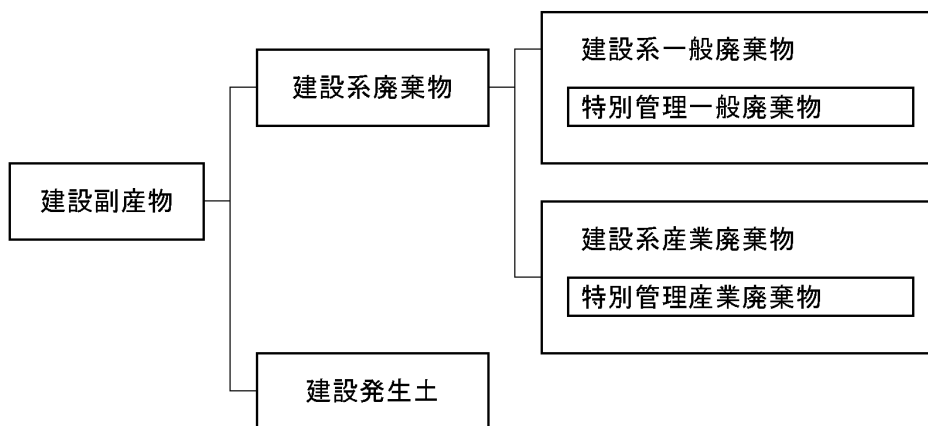 建設副産物
建設系廃棄物
建設系一般廃棄物
特別管理一般廃棄物
建設系産業廃棄物
特別管理産業廃棄物
建設発生土